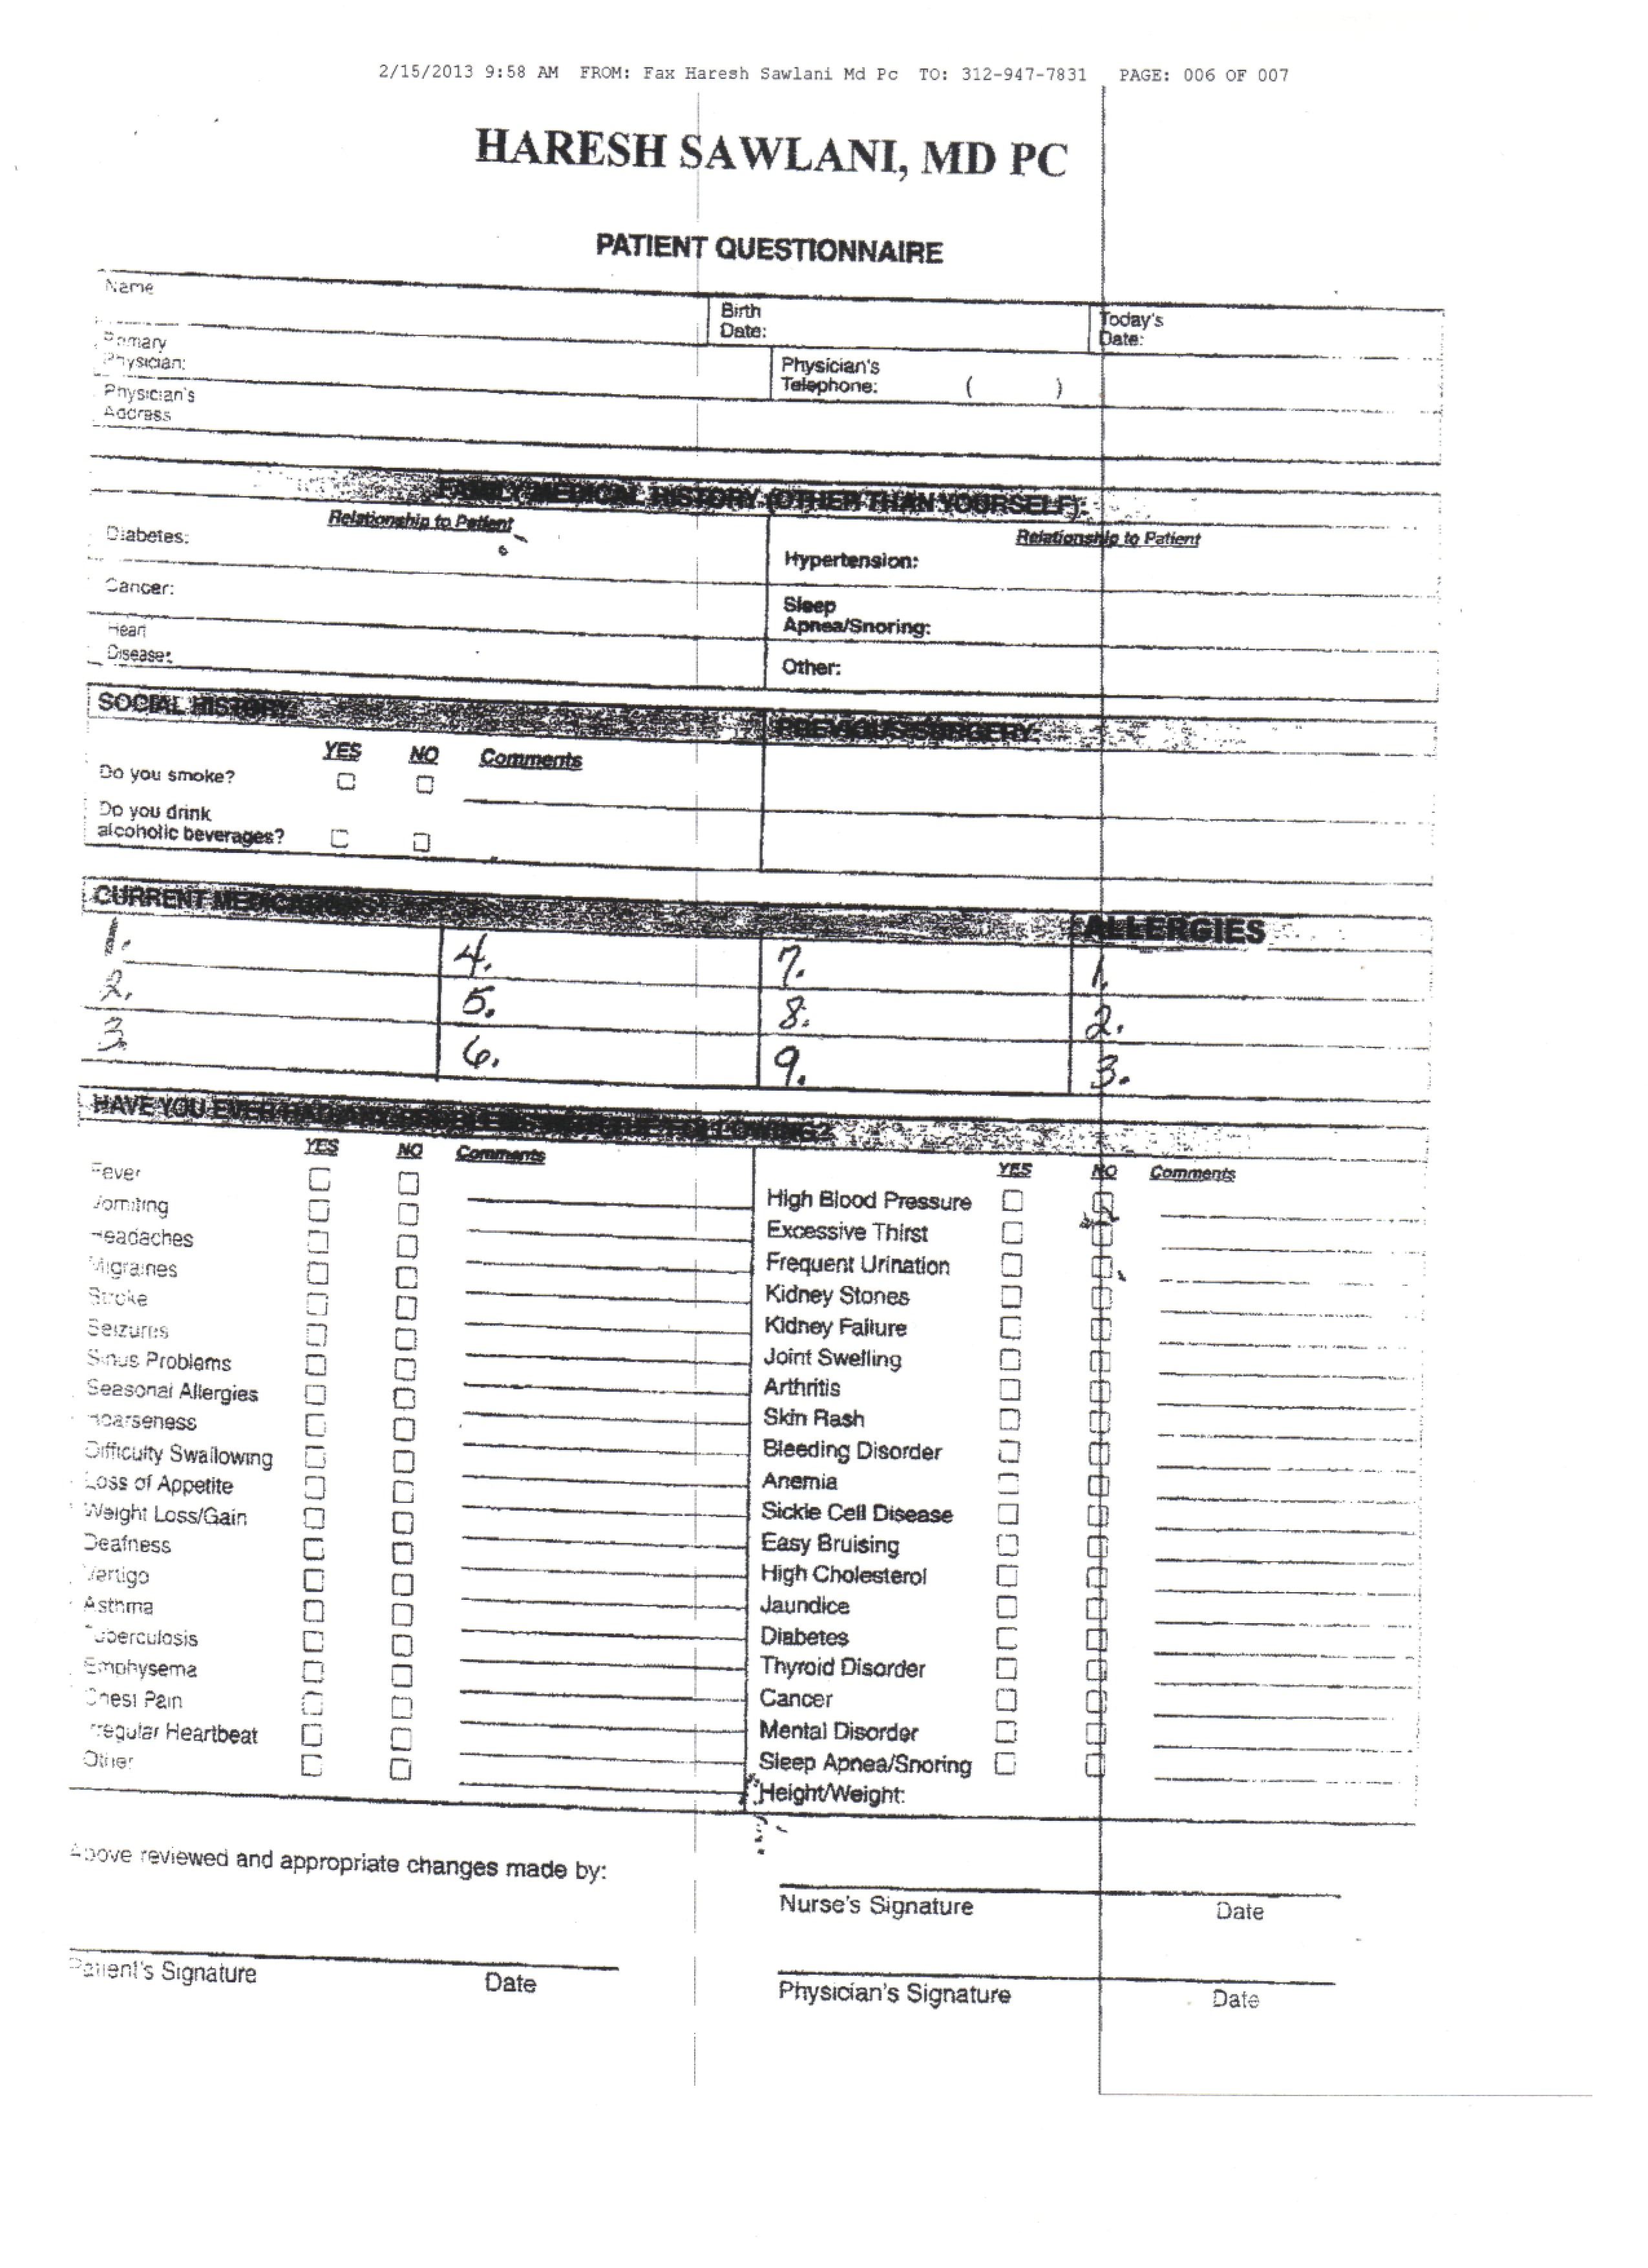 2/15/2013 9:58 AM FROM: Fax Haresh Sawlani Md Pc TO: 312-947-7831 PAGE: 006 OF 007
HARESH SAWLANI, MD PC
PATIENT QUESTIONNAIRE
Name
Birth
Date:
Today's
Date:
Primary
Physician:
Physician's
Telephone: ( )
Physician's
Address
FAMILY MEDICAL HISTORY (OTHER THAN YOURSELF):
Relationship to Patient
Relationship to Patient
Diabetes:
Hypertension:
Cancer:
Sleep
Apnea/Snoring:
Heart
Disease:
Other:
SOCIAL HISTORY
PREVIOUS SURGERY
YES NO Comments
Do you smoke?
Do you drink
alcoholic beverages?
CURRENT MEDICATIONS
ALLERGIES
1. 4. 7. 1.
2. 5. 8. 2.
3. 6. 9. 3.
HAVE YOU EVER HAD ANY PROBLEMS WITH THE FOLLOWING?
YES NO Comments
Fever
Vomiting
Headaches
Migraines
Stroke
Seizures
Sinus Problems
Seasonal Allergies
Hoarseness
Difficulty Swallowing
Loss of Appetite
Weight Loss/Gain
Deafness
Vertigo
Asthma
Tuberculosis
Emphysema
Chest Pain
Irregular Heartbeat
Other
YES NO Comments
High Blood Pressure
Excessive Thirst
Frequent Urination
Kidney Stones
Kidney Failure
Joint Swelling
Arthritis
Skin Rash
Bleeding Disorder
Anemia
Sickle Cell Disease
Easy Bruising
High Cholesterol
Jaundice
Diabetes
Thyroid Disorder
Cancer
Mental Disorder
Sleep Apnea/Snoring
Height/Weight:
Above reviewed and appropriate changes made by:
Nurse's Signature Date
Patient's Signature Date
Physician's Signature Date